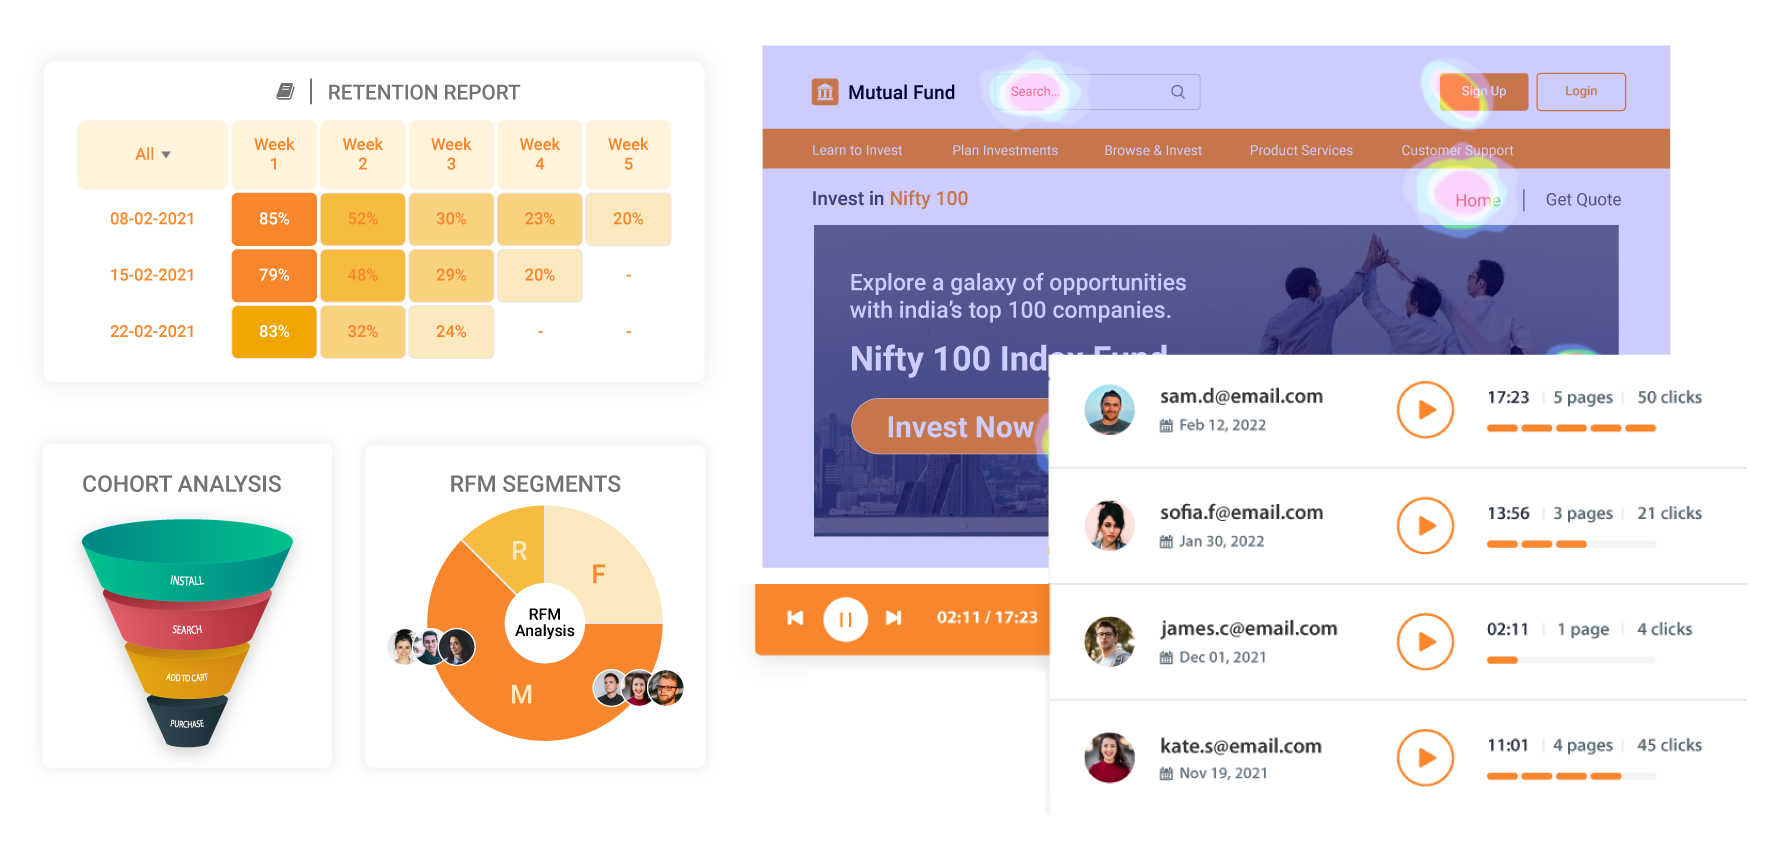 RETENTION REPORT
All
Week 1
Week 2
Week 3
Week 4
Week 5
08-02-2021 85% 52% 30% 23% 20%
15-02-2021 79% 48% 29% 20% -
22-02-2021 83% 32% 24% - -
COHORT ANALYSIS
INSTALL
SEARCH
ADD TO CART
PURCHASE
RFM SEGMENTS
R
F
RFM
Analysis
M
Mutual Fund
Search...
Sign Up
Login
Learn to Invest
Plan Investments
Browse & Invest
Product Services
Customer Support
Invest in Nifty 100
Home
Get Quote
Explore a galaxy of opportunities
with india's top 100 companies.
Nifty 100 Index Fund
Invest Now
02:11 / 17:23
sam.d@email.com
Feb 12, 2022
17:23 5 pages 50 clicks
sofia.f@email.com
Jan 30, 2022
13:56 3 pages 21 clicks
james.c@email.com
Dec 01, 2021
02:11 1 page 4 clicks
kate.s@email.com
Nov 19, 2021
11:01 4 pages 45 clicks